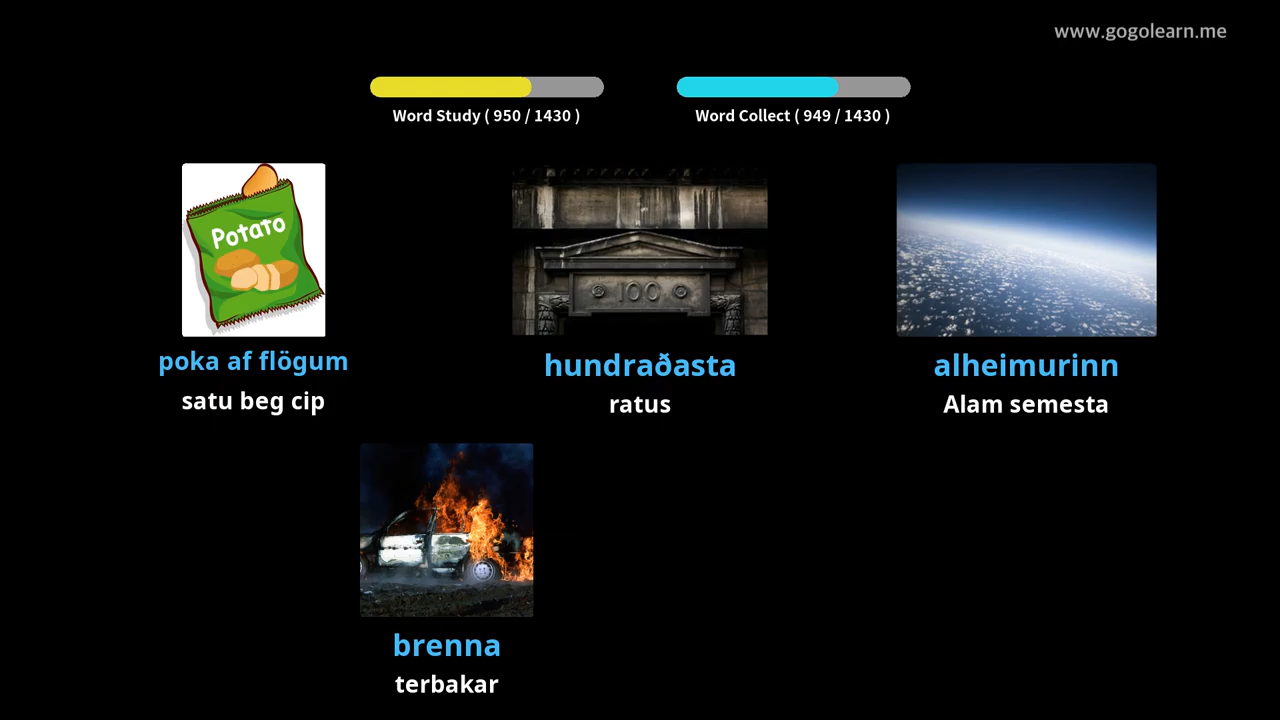 www.gogolearn.me
Word Study ( 950 / 1430 )
Word Collect ( 949 / 1430 )
Potato
100
poka af flögum
satu beg cip
hundraðasta
ratus
alheimurinn
Alam semesta
brenna
terbakar